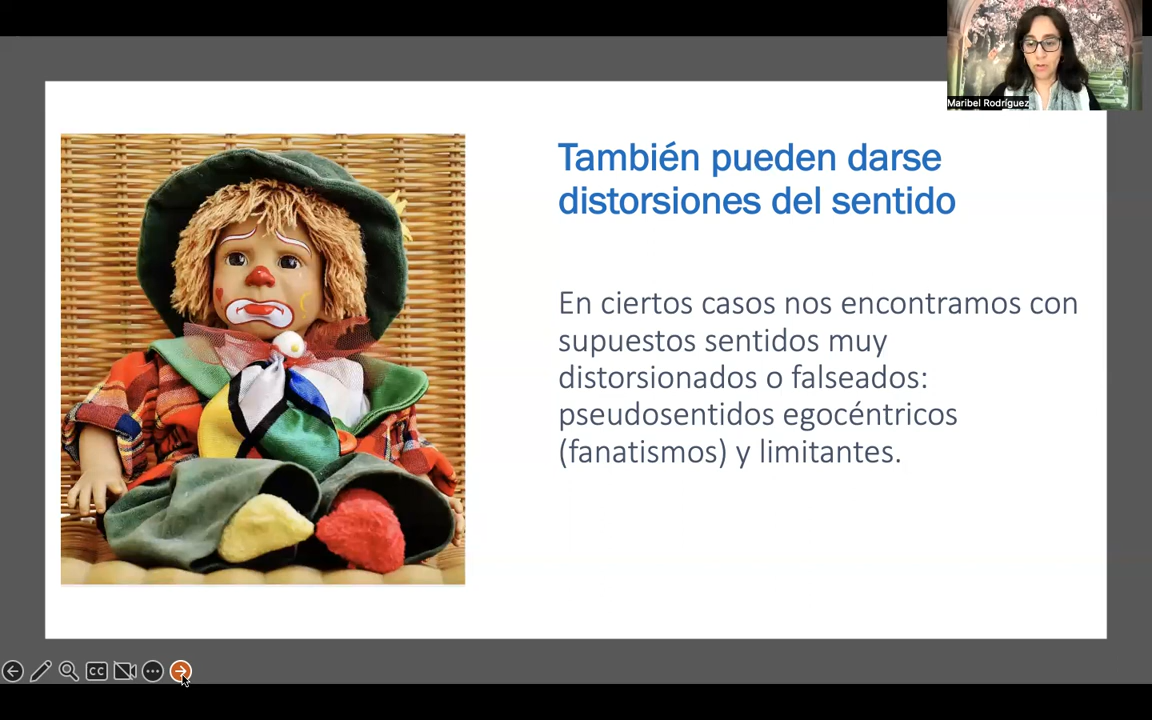 Maribel Rodríguez
También pueden darse
distorsiones del sentido
En ciertos casos nos encontramos con
supuestos sentidos muy
distorsionados o falseados:
pseudosentidos egocéntricos
(fanatismos) y limitantes.
CC